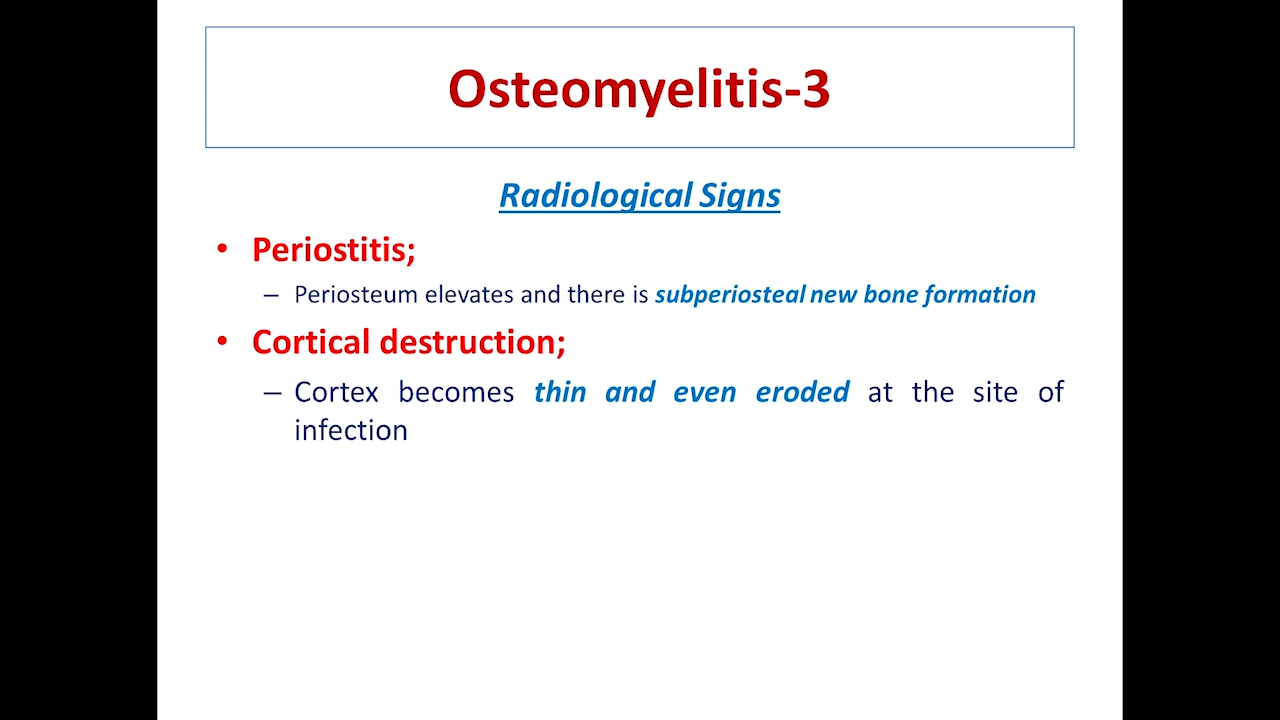 Osteomyelitis-3
Radiological Signs
• Periostitis;
– Periosteum elevates and there is subperiosteal new bone formation
• Cortical destruction;
– Cortex becomes thin and even eroded at the site of
infection